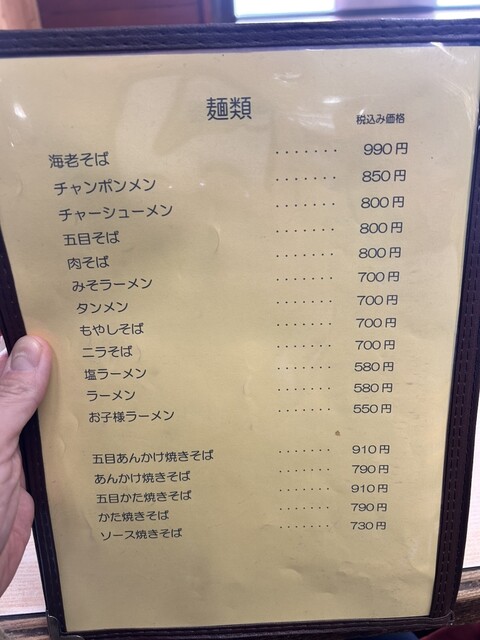 麺類
税込み価格
海老そば ・・・・・・・ 990円
チャンポンメン ・・・・・・・ 850円
チャーシューメン ・・・・・・・ 800円
五目そば ・・・・・・・ 800円
肉そば ・・・・・・・ 800円
みそラーメン ・・・・・・・ 700円
タンメン ・・・・・・・ 700円
もやしそば ・・・・・・・ 700円
ニラそば ・・・・・・・ 700円
塩ラーメン ・・・・・・・ 580円
ラーメン ・・・・・・・ 580円
お子様ラーメン ・・・・・・・ 550円
五目あんかけ焼きそば ・・・・・・・ 910円
あんかけ焼きそば ・・・・・・・ 790円
五目かた焼きそば ・・・・・・・ 910円
かた焼きそば ・・・・・・・ 790円
ソース焼きそば ・・・・・・・ 730円